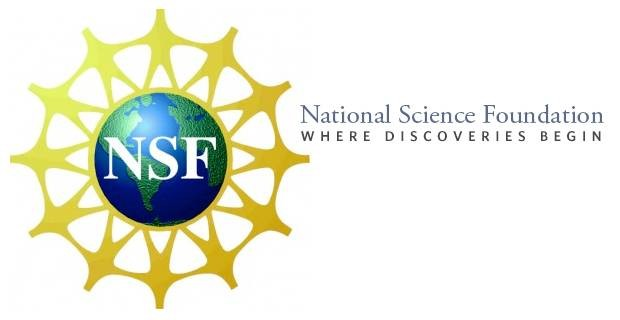 NSF
National Science Foundation
WHERE DISCOVERIES BEGIN